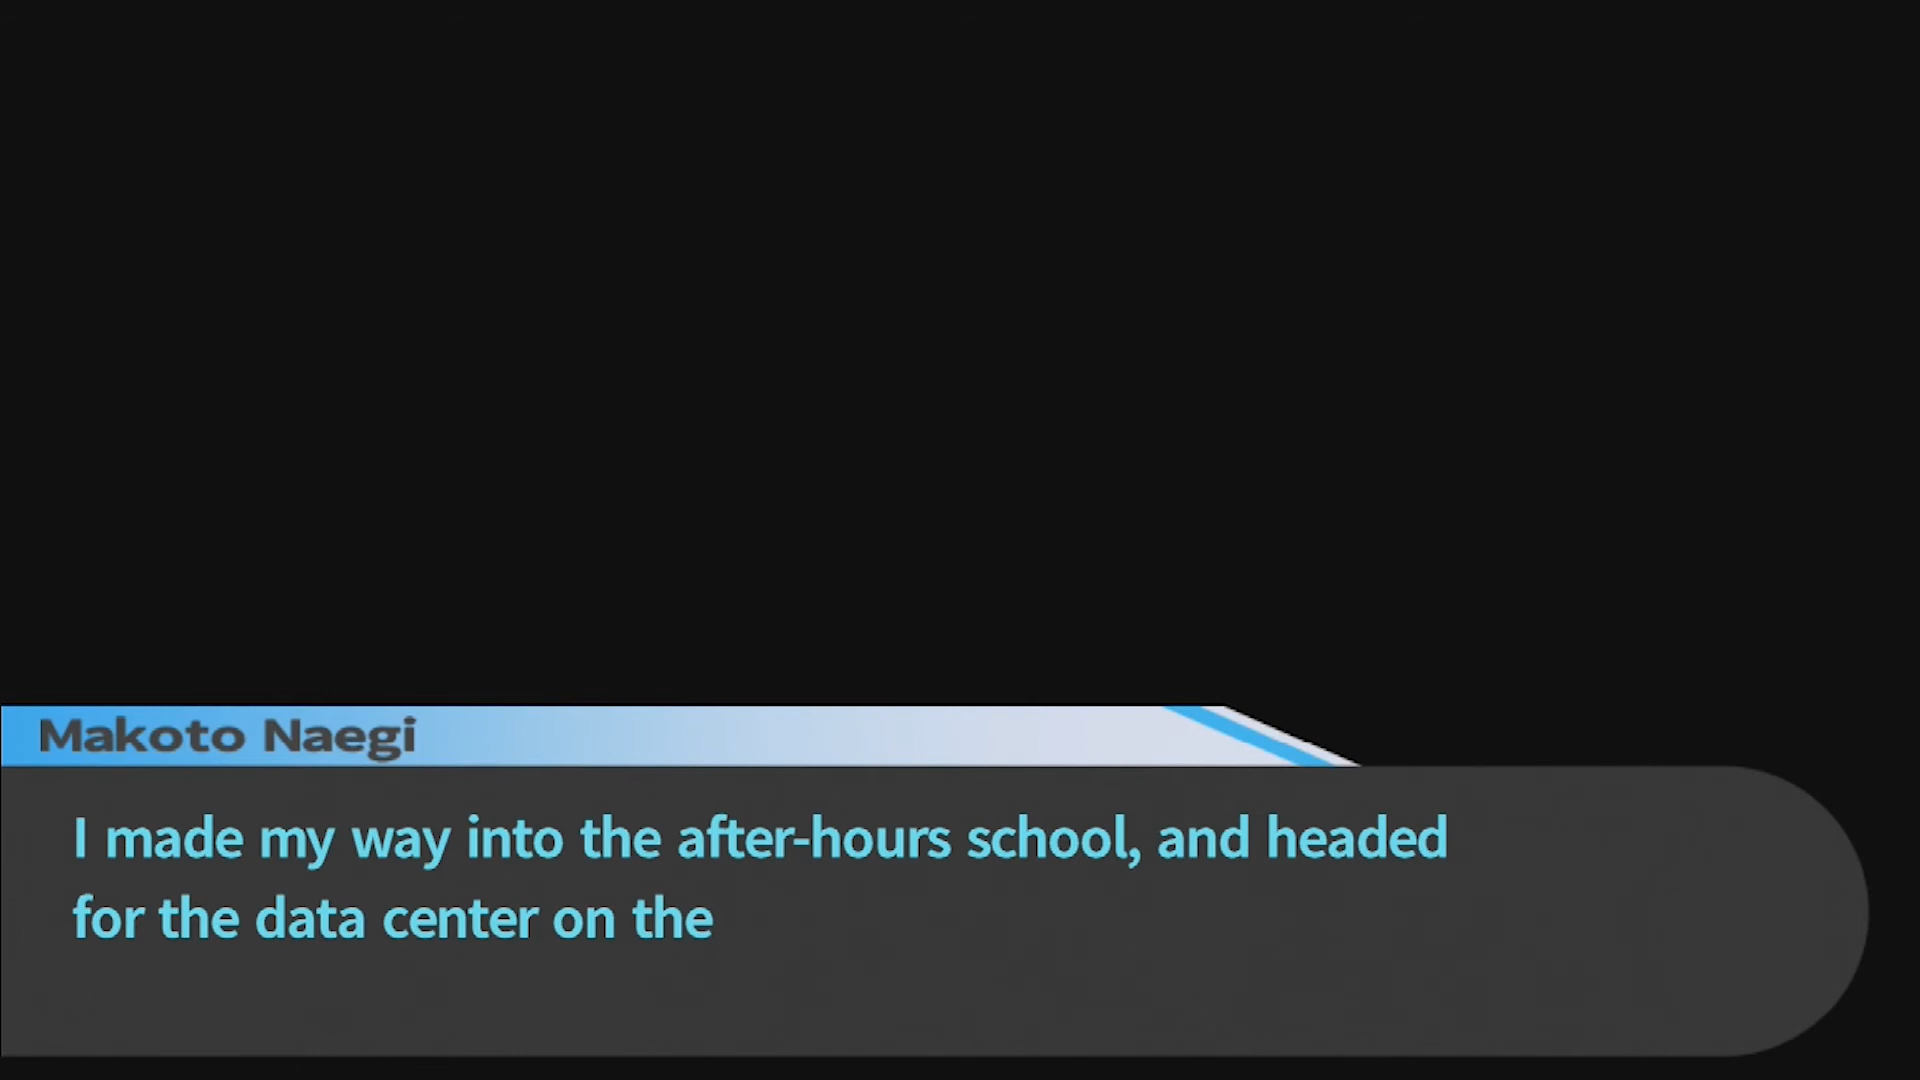 Makoto Naegi
I made my way into the after-hours school, and headed
for the data center on the